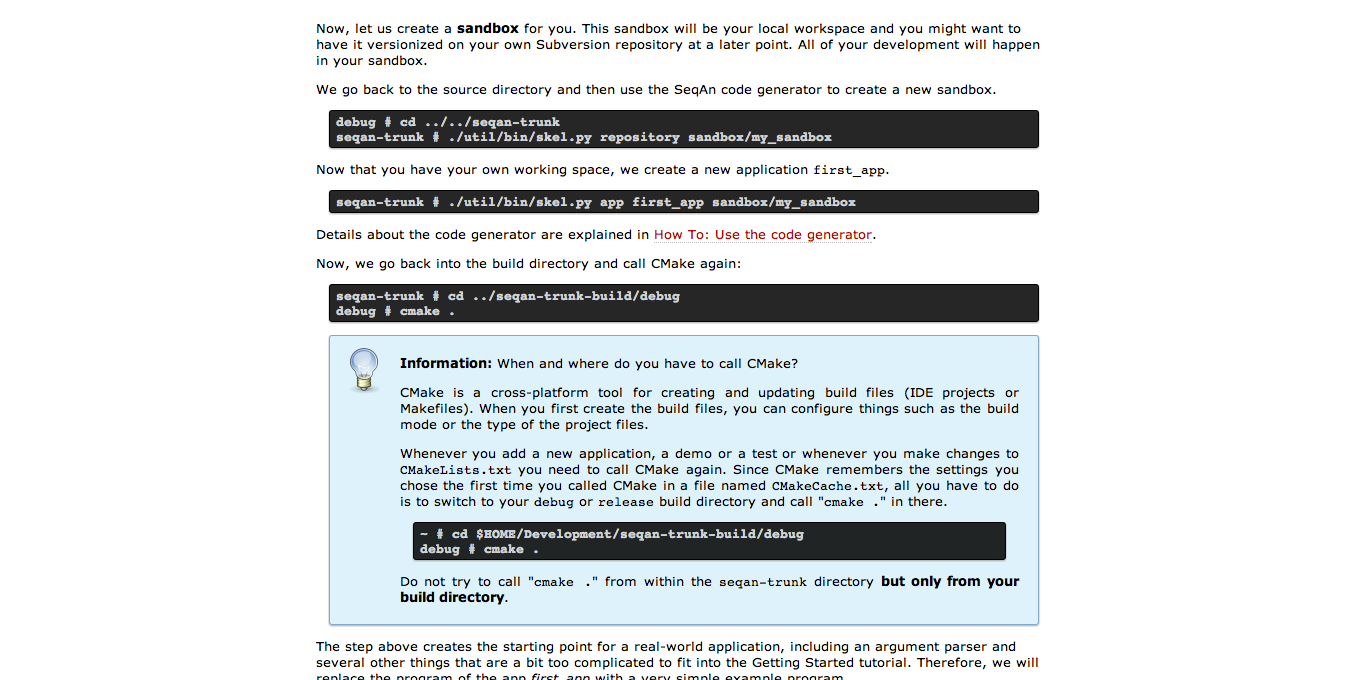 Now, let us create a sandbox for you. This sandbox will be your local workspace and you might want to
have it versionized on your own Subversion repository at a later point. All of your development will happen
in your sandbox.
We go back to the source directory and then use the SeqAn code generator to create a new sandbox.
debug # cd ../../seqan-trunk
seqan-trunk # ./util/bin/skel.py repository sandbox/my_sandbox
Now that you have your own working space, we create a new application first_app.
seqan-trunk # ./util/bin/skel.py app first_app sandbox/my_sandbox
Details about the code generator are explained in How To: Use the code generator.
Now, we go back into the build directory and call CMake again:
seqan-trunk # cd ../seqan-trunk-build/debug
debug # cmake .
Information: When and where do you have to call CMake?
CMake is a cross-platform tool for creating and updating build files (IDE projects or
Makefiles). When you first create the build files, you can configure things such as the build
mode or the type of the project files.
Whenever you add a new application, a demo or a test or whenever you make changes to
CMakeLists.txt you need to call CMake again. Since CMake remembers the settings you
chose the first time you called CMake in a file named CMakeCache.txt, all you have to do
is to switch to your debug or release build directory and call "cmake ." in there.
~ # cd $HOME/Development/seqan-trunk-build/debug
debug # cmake .
Do not try to call "cmake ." from within the seqan-trunk directory but only from your
build directory.
The step above creates the starting point for a real-world application, including an argument parser and
several other things that are a bit too complicated to fit into the Getting Started tutorial. Therefore, we will
replace the program of the app first_app with a very simple example program.